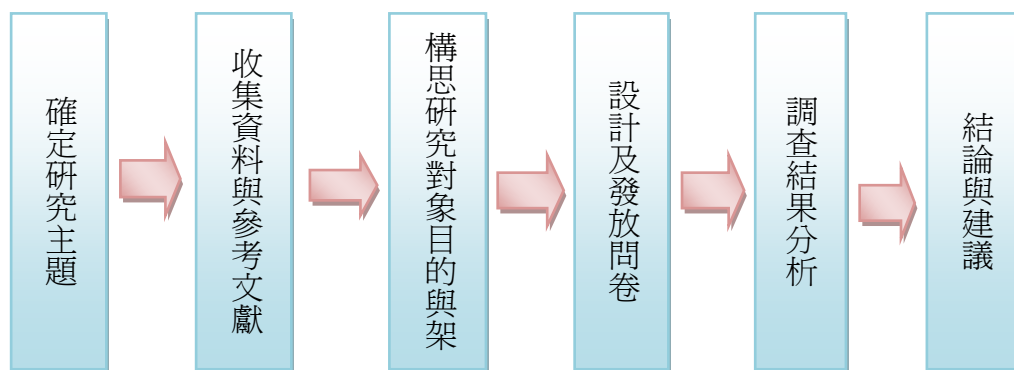 確定研究主題
收集資料與參考文獻
構思研究對象目的與架
設計及發放問卷
調查結果分析
結論與建議